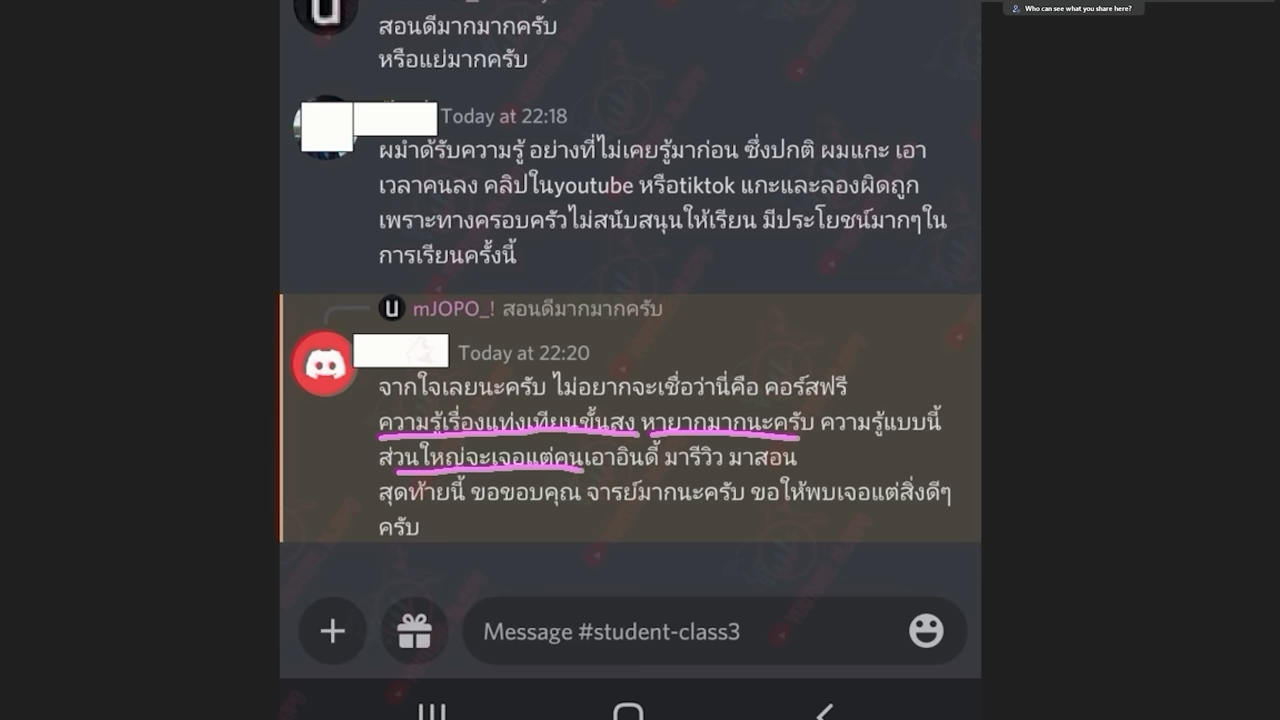 Who can see what you share here?
สอนดีมากมากครับ
หรือแย่มากครับ
Today at 22:18
ผมำด้รับความรู้ อย่างที่ไม่เคยรู้มาก่อน ซึ่งปกติ ผมแกะ เอา
เวลาคนลง คลิปในyoutube หรือtiktok แกะและลองผิดถูก
เพราะทางครอบครัวไม่สนับสนุนให้เรียน มีประโยชน์มากๆใน
การเรียนครั้งนี้
mJOPO_! สอนดีมากมากครับ
Today at 22:20
จากใจเลยนะครับ ไม่อยากจะเชื่อว่านี่คือ คอร์สฟรี
ความรู้เรื่องแท่งเทียนขั้นสูง หายากมากนะครับ ความรู้แบบนี้
ส่วนใหญ่จะเจอแต่คนเอาอินดี้ มารีวิว มาสอน
สุดท้ายนี้ ขอขอบคุณ จารย์มากนะครับ ขอให้พบเจอแต่สิ่งดีๆ
ครับ
Message #student-class3